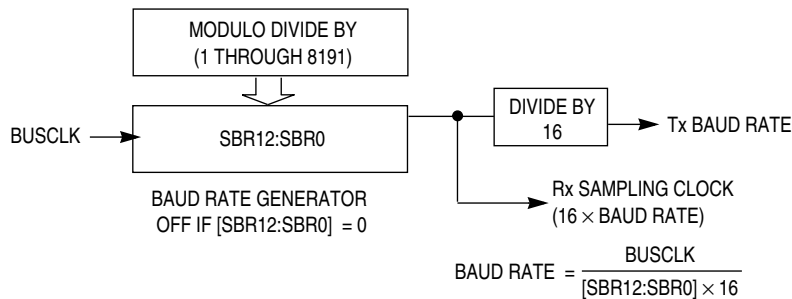 MODULO DIVIDE BY
(1 THROUGH 8191)
BUSCLK
SBR12:SBR0
DIVIDE BY
16
Tx BAUD RATE
BAUD RATE GENERATOR
OFF IF [SBR12:SBR0] = 0
Rx SAMPLING CLOCK
(16 × BAUD RATE)
BAUD RATE =
BUSCLK
[SBR12:SBR0] × 16